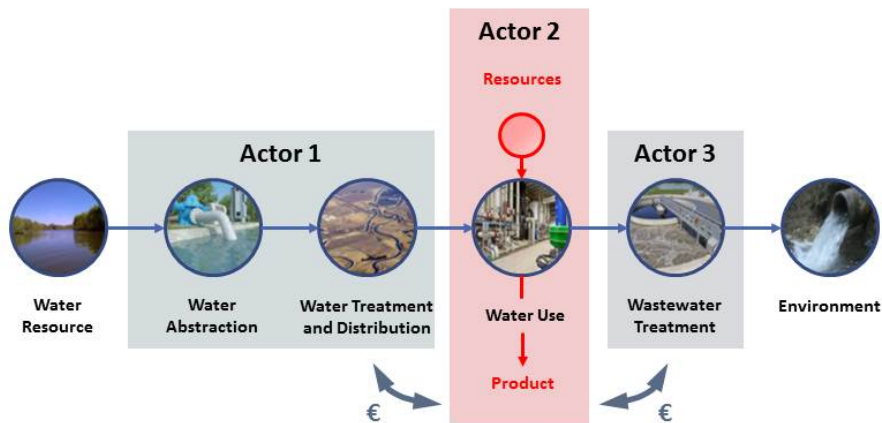 Actor 2
Resources
Actor 1
Actor 3
Water
Resource
Water
Abstraction
Water Treatment
and Distribution
Water Use
Wastewater
Treatment
Environment
Product
€
€